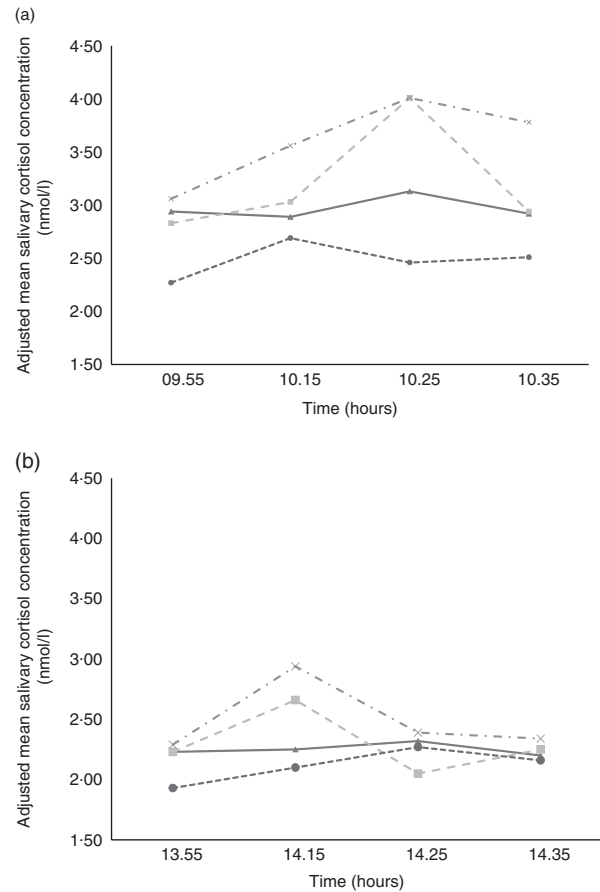 (a)
Adjusted mean salivary cortisol concentration
(nmol/l)
4·50
4·00
3·50
3·00
2·50
2·00
1·50
09.55 10.15 10.25 10.35
Time (hours)
(b)
Adjusted mean salivary cortisol concentration
(nmol/l)
4·50
4·00
3·50
3·00
2·50
2·00
1·50
13.55 14.15 14.25 14.35
Time (hours)